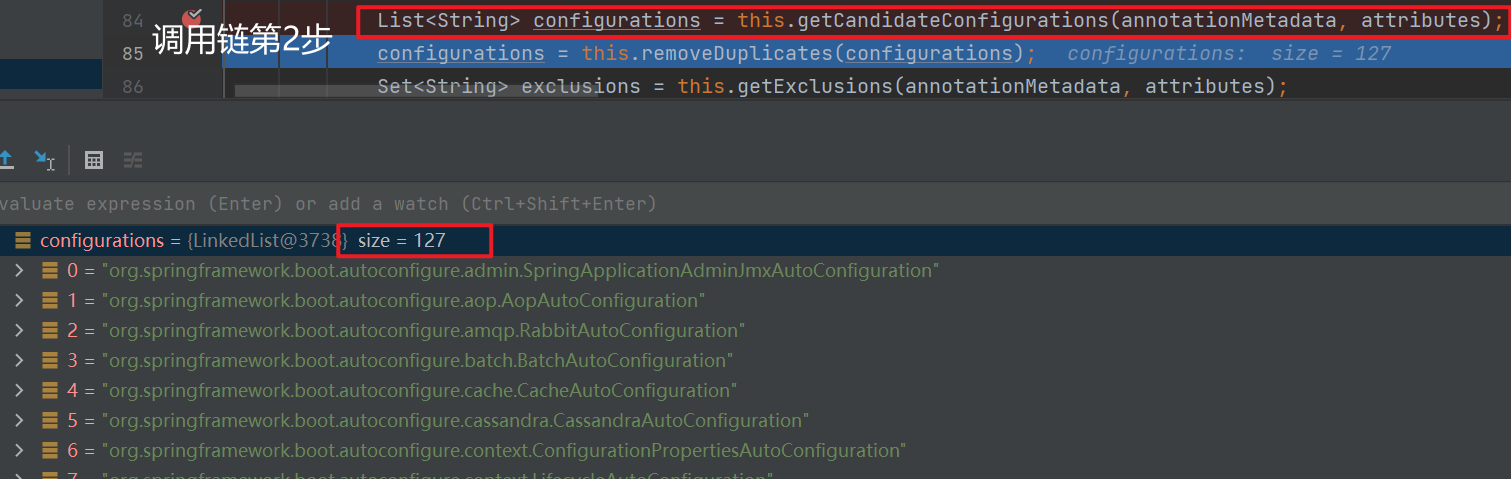 84 List<String> configurations = this.getCandidateConfigurations(annotationMetadata, attributes);
调用链第2步
85 configurations = this.removeDuplicates(configurations); configurations: size = 127
86 Set<String> exclusions = this.getExclusions(annotationMetadata, attributes);
valuate expression (Enter) or add a watch (Ctrl+Shift+Enter)
configurations = {LinkedList@3738} size = 127
0 = "org.springframework.boot.autoconfigure.admin.SpringApplicationAdminJmxAutoConfiguration"
1 = "org.springframework.boot.autoconfigure.aop.AopAutoConfiguration"
2 = "org.springframework.boot.autoconfigure.amqp.RabbitAutoConfiguration"
3 = "org.springframework.boot.autoconfigure.batch.BatchAutoConfiguration"
4 = "org.springframework.boot.autoconfigure.cache.CacheAutoConfiguration"
5 = "org.springframework.boot.autoconfigure.cassandra.CassandraAutoConfiguration"
6 = "org.springframework.boot.autoconfigure.context.ConfigurationPropertiesAutoConfiguration"
7 = "org.springframework.boot.autoconfigure.context.LifecycleAutoConfiguration"